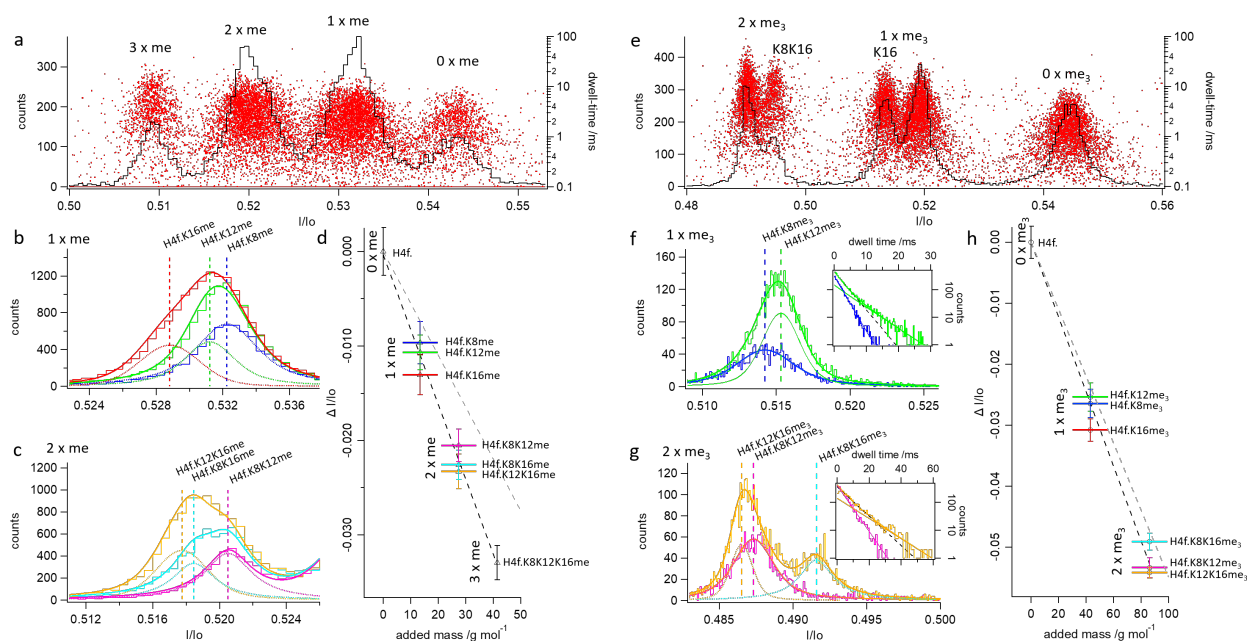 a
3 x me
2 x me
1 x me
0 x me
counts
300
200
100
0
100
10
1
0.1
dwell-time /ms
0.50
0.51
0.52
0.53
0.54
0.55
I/Io
e
2 x me3
K8K16
1 x me3
K16
0 x me3
counts
400
300
200
100
0
100
10
1
0.1
dwell-time /ms
0.48
0.50
0.52
0.54
0.56
I/Io
b
1 x me
H4f.K16me
H4f.K12me
H4f.K8me
counts
1200
800
400
0
0.524
0.528
0.532
0.536
c
2 x me
H4f.K12K16me
H4f.K8K16me
H4f.K8K12me
counts
1200
1000
800
600
400
200
0
0.512
0.516
0.520
0.524
I/Io
d
0 x me
H4f.
H4f.K8me
H4f.K12me
H4f.K16me
1 x me
H4f.K8K12me
H4f.K8K16me
H4f.K12K16me
2 x me
H4f.K8K12K16me
3 x me
Δ I/Io
0.000
-0.010
-0.020
-0.030
0
10
20
30
40
50
added mass /g mol-1
f
1 x me3
H4f.K8me3
H4f.K12me3
counts
160
120
80
40
0
0.510
0.515
0.520
0.525
dwell time /ms
0
10
20
30
100
10
1
counts
g
2 x me3
H4f.K12K16me3
H4f.K8K12me3
H4f.K8K16me3
counts
100
80
60
40
20
0
0.485
0.490
0.495
0.500
I/Io
dwell time /ms
0
20
40
60
100
10
1
counts
h
0 x me3
H4f.
H4f.K12me3
H4f.K8me3
H4f.K16me3
1 x me3
H4f.K8K16me3
H4f.K8K12me3
H4f.K12K16me3
2 x me3
Δ I/Io
0.00
-0.01
-0.02
-0.03
-0.04
-0.05
0
20
40
60
80
100
added mass /g mol-1